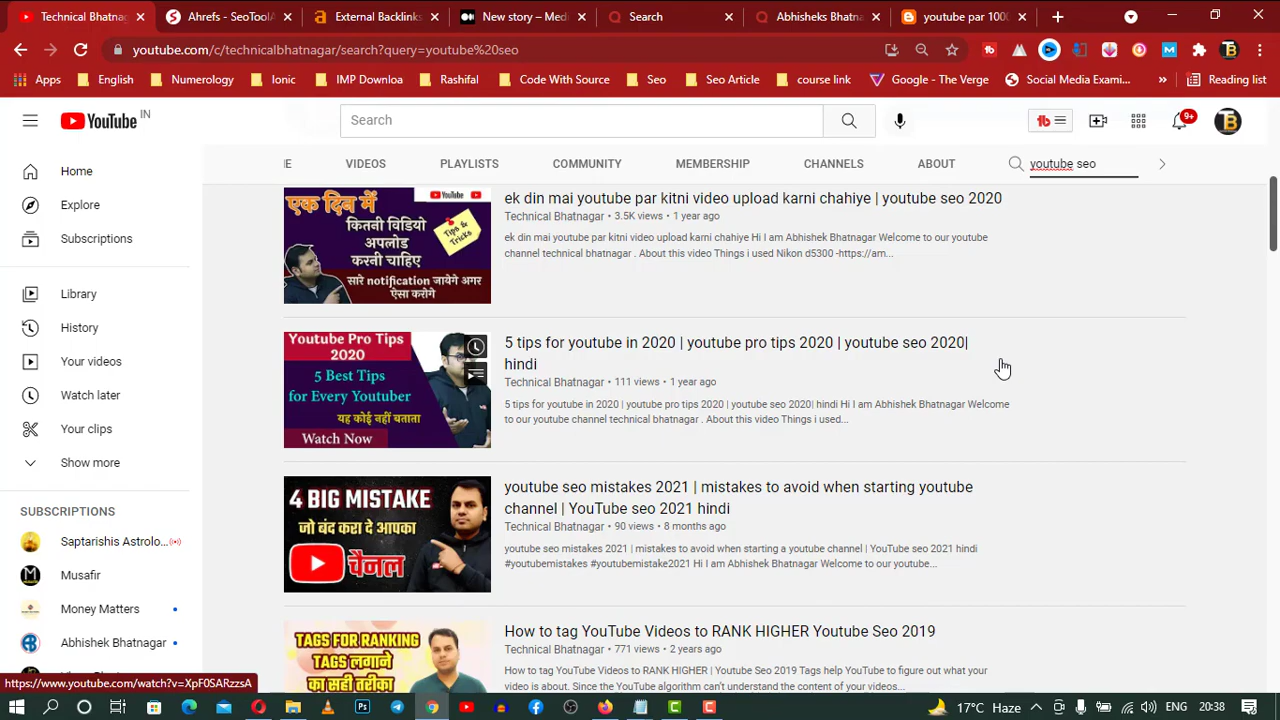 Technical Bhatnag
Ahrefs - SeoToolA
External Backlinks
New story – Medi
Search
Abhisheks Bhatna
youtube par 1000
youtube.com/c/technicalbhatnagar/search?query=youtube%20seo
Apps
English
Numerology
Ionic
IMP Downloa
Rashifal
Code With Source
Seo
Seo Article
course link
Google - The Verge
Social Media Exami...
»
Reading list
YouTube IN
Search
9+
Home
Explore
Subscriptions
Library
History
Your videos
Watch later
Your clips
Show more
SUBSCRIPTIONS
Saptarishis Astrolo...
Musafir
Money Matters
Abhishek Bhatnagar
https://www.youtube.com/watch?v=XpF0SARzzsA
VIDEOS
PLAYLISTS
COMMUNITY
MEMBERSHIP
CHANNELS
ABOUT
youtube seo
YouTube
एक दिन में
कितनी विडियो
अपलोड
करनी चाहिए
Tips &
Tricks
सारे notification जायेगे अगर
ऐसा करोगे
ek din mai youtube par kitni video upload karni chahiye | youtube seo 2020
Technical Bhatnagar • 3.5K views • 1 year ago
ek din mai youtube par kitni video upload karni chahiye Hi I am Abhishek Bhatnagar Welcome to our youtube
channel technical bhatnagar . About this video Things i used Nikon d5300 -https://am...
Youtube Pro Tips
2020
5 Best Tips
for Every Youtuber
यह कोई नहीं बताता
Watch Now
5 tips for youtube in 2020 | youtube pro tips 2020 | youtube seo 2020|
hindi
Technical Bhatnagar • 111 views • 1 year ago
5 tips for youtube in 2020 | youtube pro tips 2020 | youtube seo 2020| hindi Hi I am Abhishek Bhatnagar Welcome
to our youtube channel technical bhatnagar . About this video Things i used...
4 BIG MISTAKE
जो बंद करा दे आपका
चैनल
youtube seo mistakes 2021 | mistakes to avoid when starting youtube
channel | YouTube seo 2021 hindi
Technical Bhatnagar • 90 views • 8 months ago
youtube seo mistakes 2021 | mistakes to avoid when starting a youtube channel | YouTube seo 2021 hindi
#youtubemistakes #youtubemistake2021 Hi I am Abhishek Bhatnagar Welcome to our youtube...
TAGS FOR RANKING
TAGS लगाने
का सही तरीका
How to tag YouTube Videos to RANK HIGHER Youtube Seo 2019
Technical Bhatnagar • 771 views • 2 years ago
How to tag YouTube Videos to RANK HIGHER | Youtube Seo 2019 Tags help YouTube to figure out what your
video is about. Since the YouTube algorithm can't understand the content of your videos...
17°C Haze
ENG
20:38